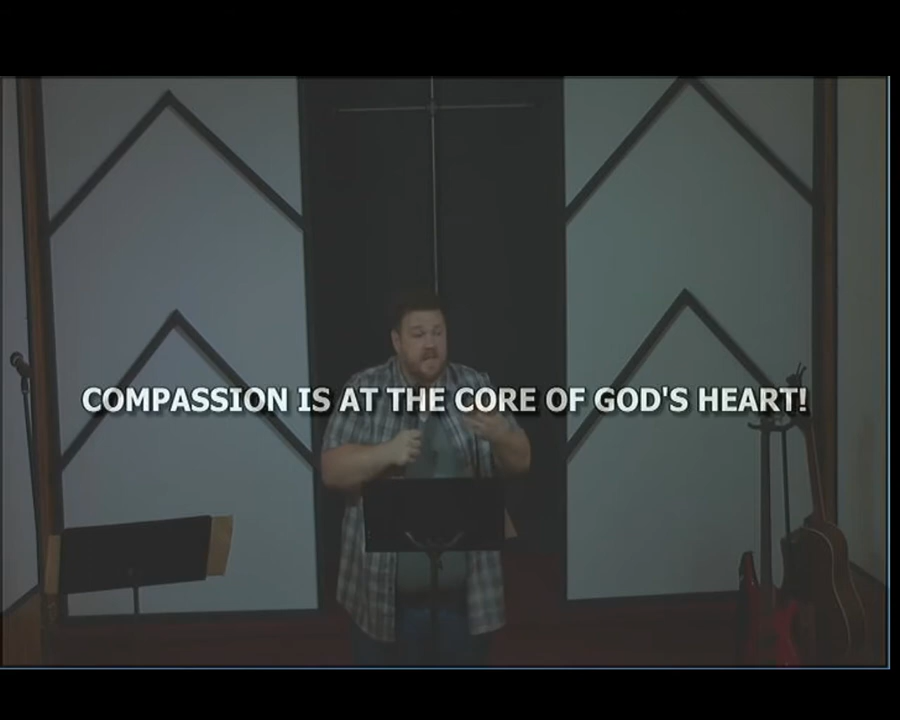 COMPASSION IS AT THE CORE OF GOD'S HEART!